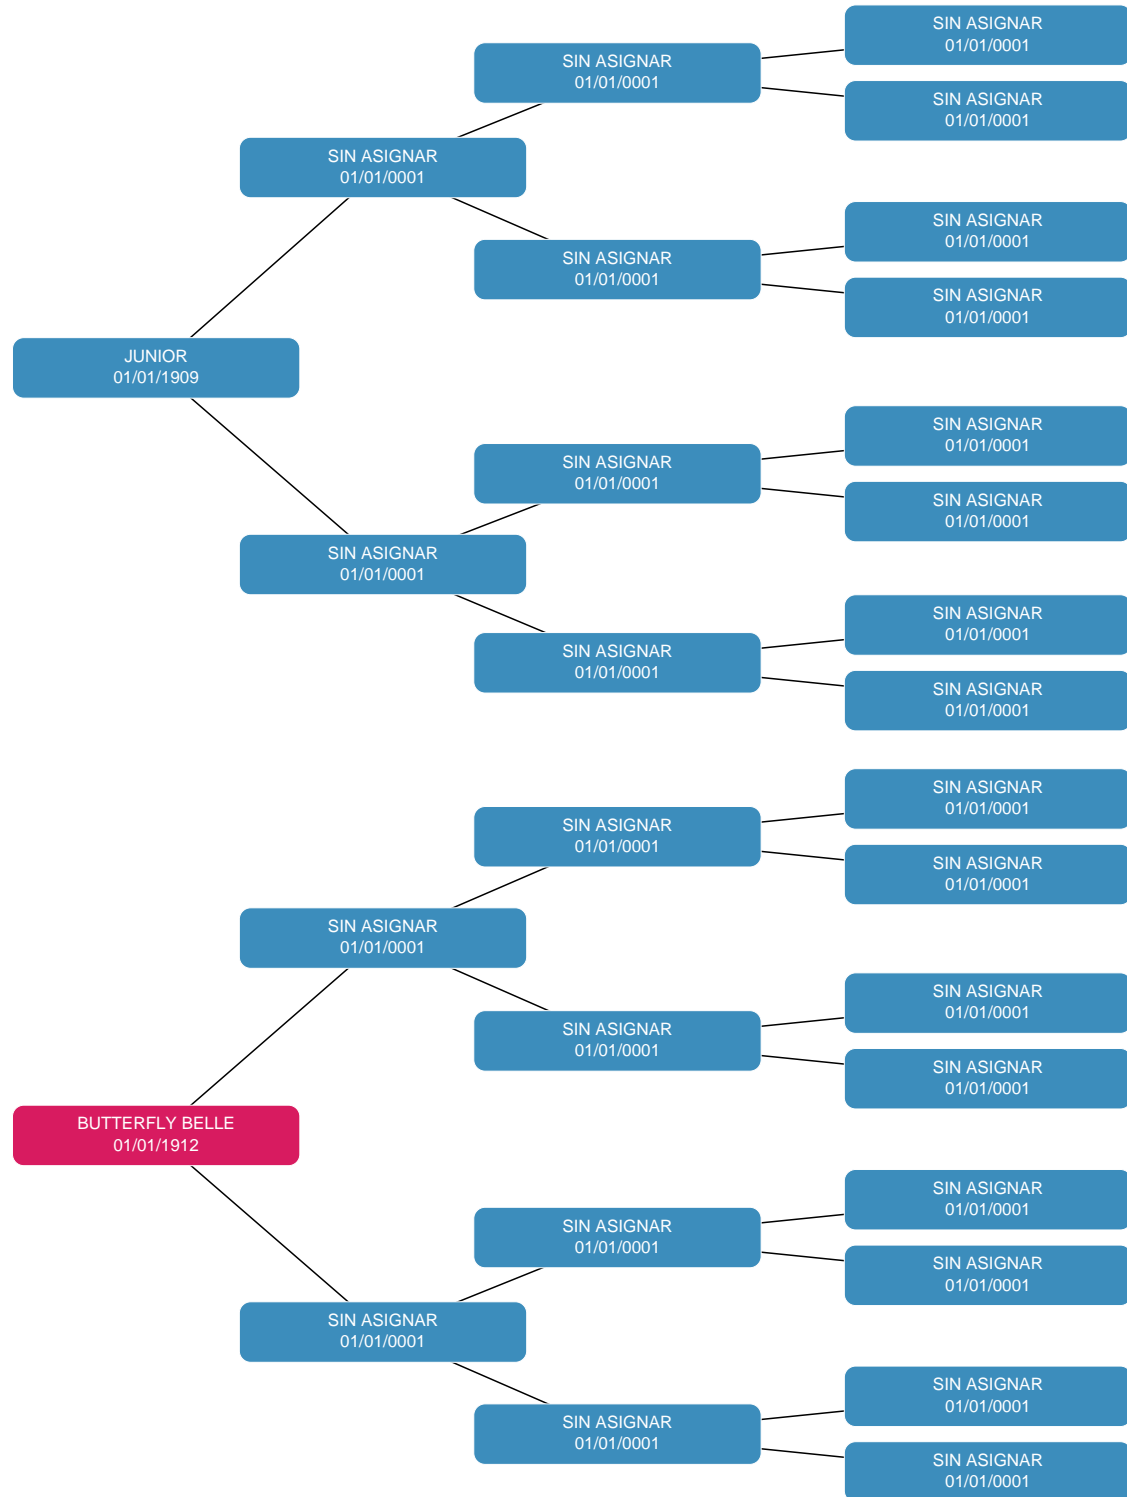 SIN ASIGNAR
01/01/0001
SIN ASIGNAR
01/01/0001
SIN ASIGNAR
01/01/0001
SIN ASIGNAR
01/01/0001
SIN ASIGNAR
01/01/0001
SIN ASIGNAR
01/01/0001
SIN ASIGNAR
01/01/0001
JUNIOR
01/01/1909
SIN ASIGNAR
01/01/0001
SIN ASIGNAR
01/01/0001
SIN ASIGNAR
01/01/0001
SIN ASIGNAR
01/01/0001
SIN ASIGNAR
01/01/0001
SIN ASIGNAR
01/01/0001
SIN ASIGNAR
01/01/0001
SIN ASIGNAR
01/01/0001
SIN ASIGNAR
01/01/0001
SIN ASIGNAR
01/01/0001
SIN ASIGNAR
01/01/0001
SIN ASIGNAR
01/01/0001
SIN ASIGNAR
01/01/0001
SIN ASIGNAR
01/01/0001
BUTTERFLY BELLE
01/01/1912
SIN ASIGNAR
01/01/0001
SIN ASIGNAR
01/01/0001
SIN ASIGNAR
01/01/0001
SIN ASIGNAR
01/01/0001
SIN ASIGNAR
01/01/0001
SIN ASIGNAR
01/01/0001
SIN ASIGNAR
01/01/0001